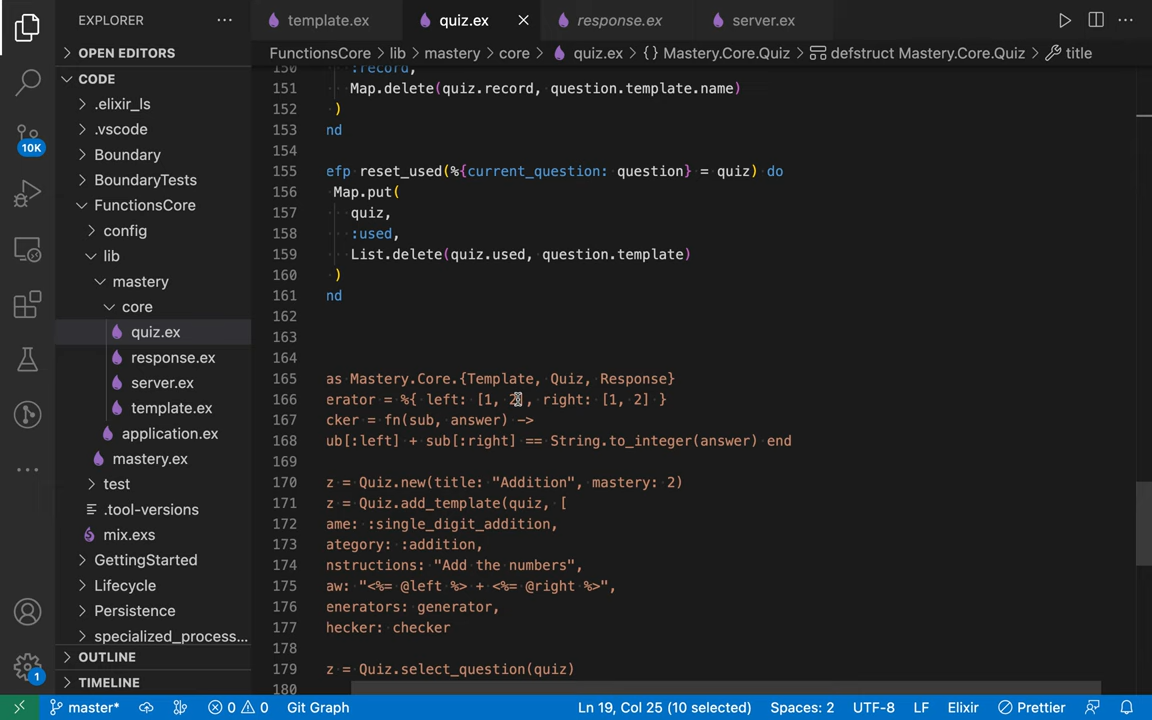 EXPLORER
template.ex
quiz.ex
response.ex
server.ex
OPEN EDITORS
FunctionsCore > lib > mastery > core > quiz.ex > {} Mastery.Core.Quiz > defstruct Mastery.Core.Quiz > title
CODE
.elixir_ls
.vscode
Boundary
BoundaryTests
FunctionsCore
config
lib
mastery
core
quiz.ex
response.ex
server.ex
template.ex
application.ex
mastery.ex
test
.tool-versions
mix.exs
GettingStarted
Lifecycle
Persistence
specialized_process...
OUTLINE
TIMELINE
10K
1
150 :record,
151 Map.delete(quiz.record, question.template.name)
152 )
153 nd
154
155 efp reset_used(%{current_question: question} = quiz) do
156 Map.put(
157 quiz,
158 :used,
159 List.delete(quiz.used, question.template)
160 )
161 nd
162
163
164
165 as Mastery.Core.{Template, Quiz, Response}
166 erator = %{ left: [1, 2], right: [1, 2] }
167 cker = fn(sub, answer) ->
168 ub[:left] + sub[:right] == String.to_integer(answer) end
169
170 z = Quiz.new(title: "Addition", mastery: 2)
171 z = Quiz.add_template(quiz, [
172 ame: :single_digit_addition,
173 ategory: :addition,
174 nstructions: "Add the numbers",
175 aw: "<%= @left %> + <%= @right %>",
176 enerators: generator,
177 hecker: checker
178
179 z = Quiz.select_question(quiz)
180
master*
0 0
Git Graph
Ln 19, Col 25 (10 selected)
Spaces: 2
UTF-8
LF
Elixir
Prettier